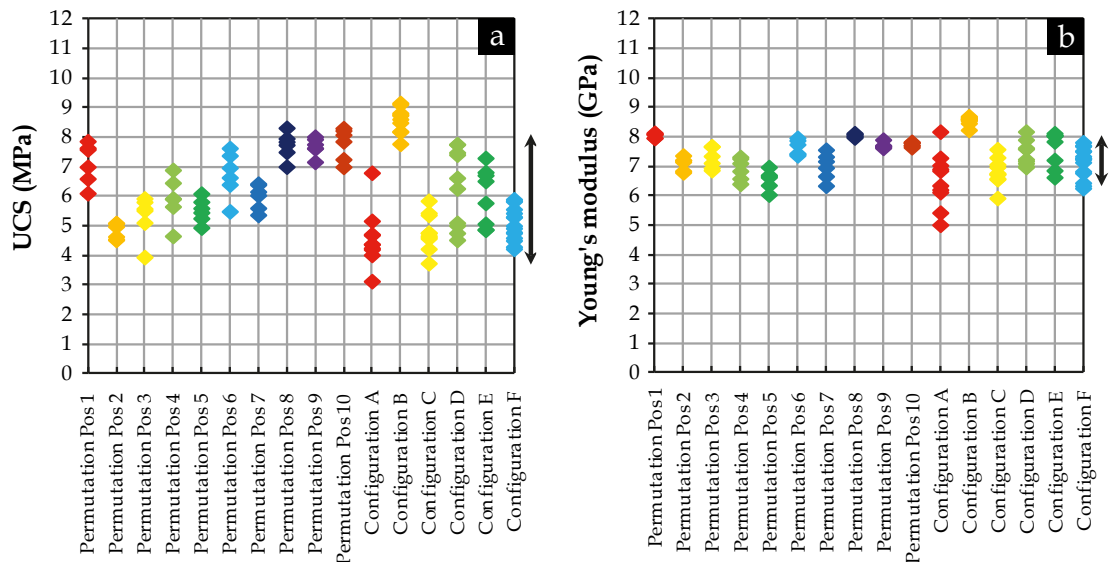 a
UCS (MPa)
12
11
10
9
8
7
6
5
4
3
2
1
0
Permutation Pos 1
Permutation Pos 2
Permutation Pos 3
Permutation Pos 4
Permutation Pos 5
Permutation Pos 6
Permutation Pos 7
Permutation Pos 8
Permutation Pos 9
Permutation Pos 10
Configuration A
Configuration B
Configuration C
Configuration D
Configuration E
Configuration F
b
Young's modulus (GPa)
12
11
10
9
8
7
6
5
4
3
2
1
0
Permutation Pos 1
Permutation Pos 2
Permutation Pos 3
Permutation Pos 4
Permutation Pos 5
Permutation Pos 6
Permutation Pos 7
Permutation Pos 8
Permutation Pos 9
Permutation Pos 10
Configuration A
Configuration B
Configuration C
Configuration D
Configuration E
Configuration F